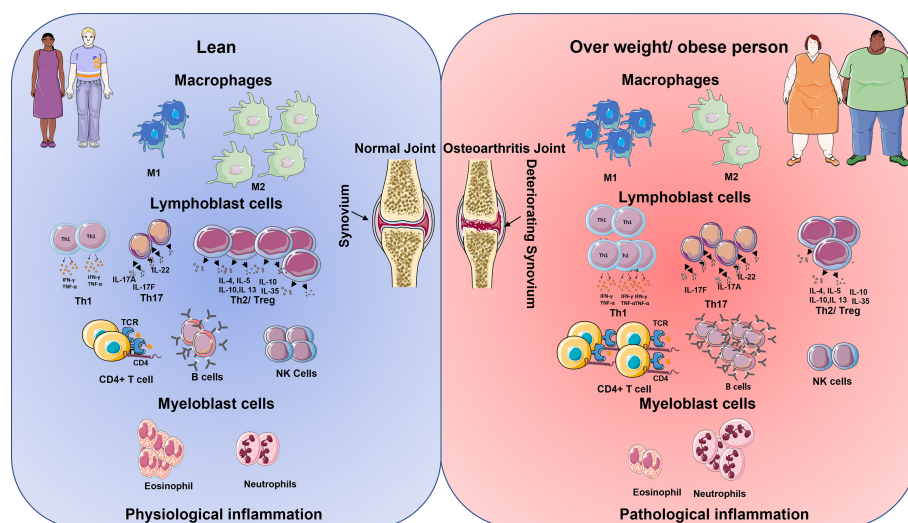 Lean
Macrophages
M1
M2
Normal Joint
Synovium
Lymphoblast cells
Th1
Th1
IFN-γ
TNF-α
IFN-γ
TNF-α
Th1
IL-17A
IL-22
IL-17F
Th17
IL-4, IL-5
IL-10,IL 13
IL-10
IL-35
Th2/ Treg
TCR
CD4
CD4+ T cell
B cells
NK Cells
Myeloblast cells
Eosinophil
Neutrophils
Physiological inflammation
Over weight/ obese person
Macrophages
M1
M2
Osteoarthritis Joint
Deteriorating Synovium
Lymphoblast cells
Th1
Th1
Th1
h1
IFN-γ
TNF-α
IFN-γ
TNF-α
IFN-γ
TNF-α
Th1
IL-17F
IL-22
IL-17A
Th17
IL-4, IL-5
IL-10,IL 13
IL-10
IL-35
Th2/ Treg
TCR
CD4
CD4+ T cell
B cells
NK cells
Myeloblast cells
Eosinophil
Neutrophils
Pathological inflammation